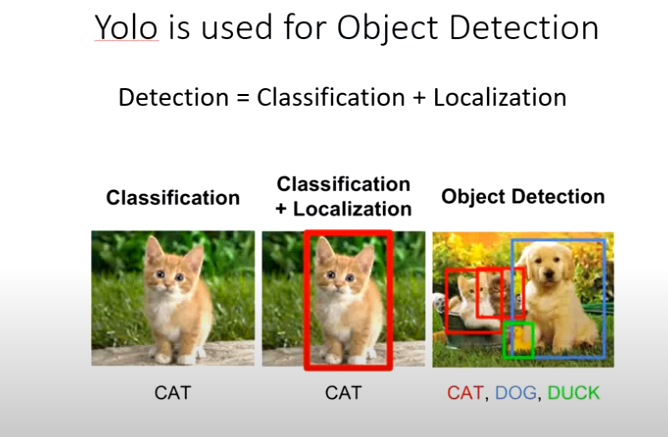 Yolo is used for Object Detection
Detection = Classification + Localization
Classification
Classification
+ Localization
Object Detection
CAT
CAT
CAT, DOG, DUCK